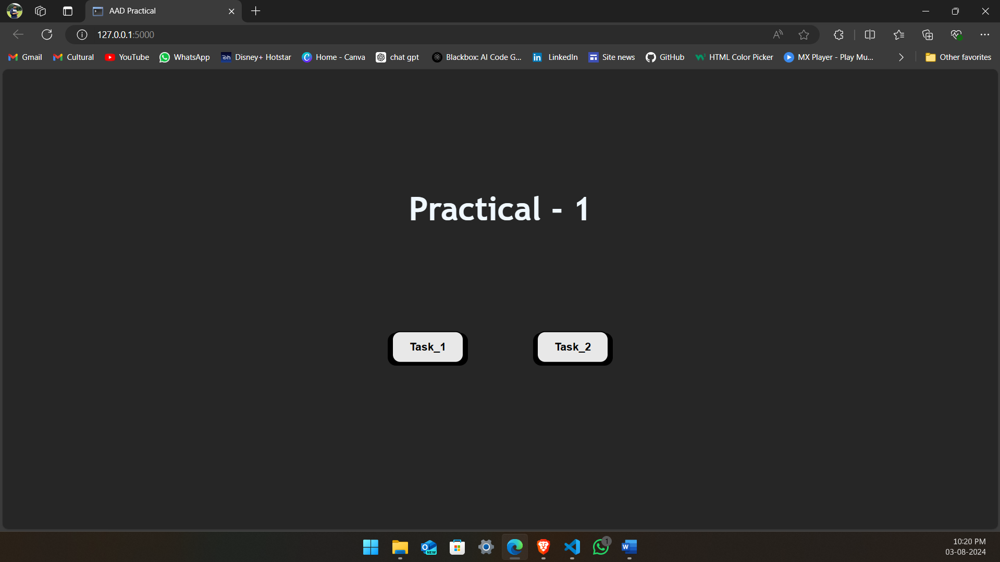 AAD Practical
127.0.0.1:5000
Gmail Cultural YouTube WhatsApp Disney+ Hotstar Home - Canva chat gpt Blackbox: AI Code G... LinkedIn Site news GitHub HTML Color Picker MX Player - Play Mu... Other favorites
Practical - 1
Task_1 Task_2
10:20 PM
03-08-2024